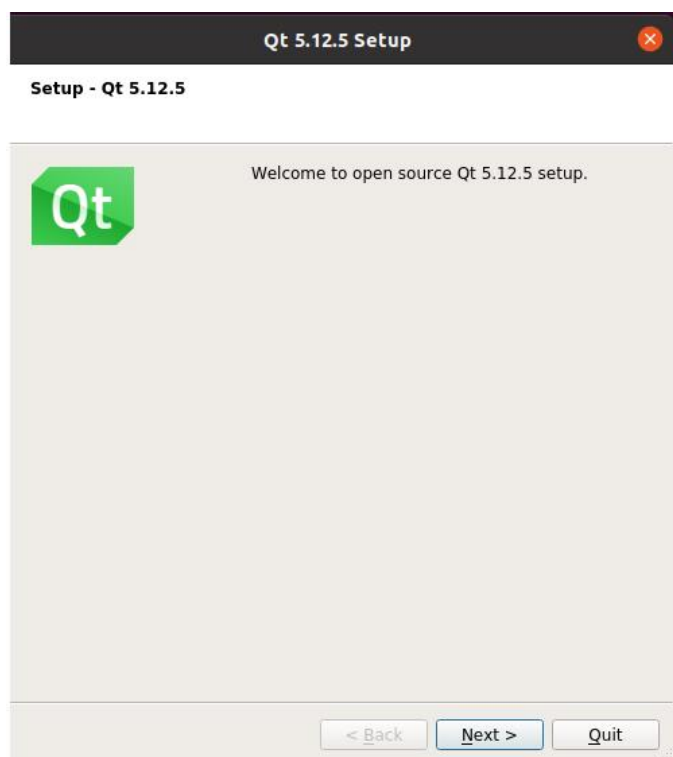 Qt 5.12.5 Setup
Setup - Qt 5.12.5
Qt
Welcome to open source Qt 5.12.5 setup.
< Back
Next >
Quit